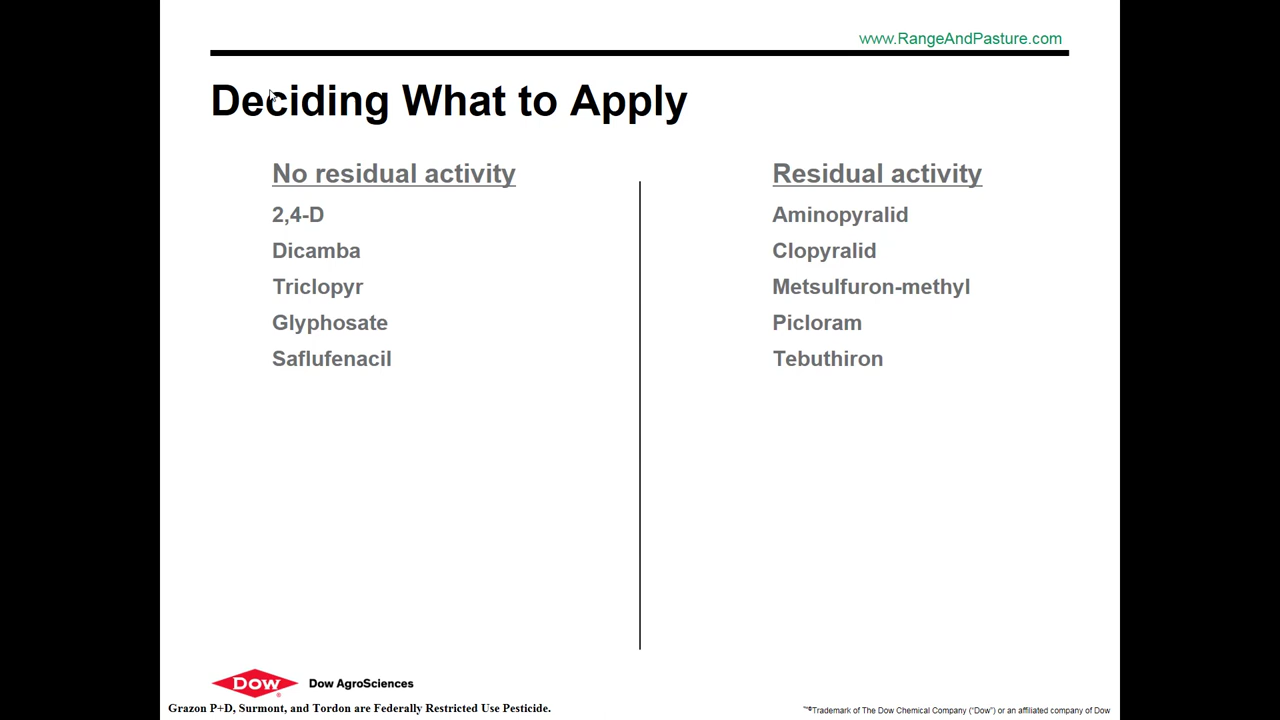 www.RangeAndPasture.com
Deciding What to Apply
No residual activity
2,4-D
Dicamba
Triclopyr
Glyphosate
Saflufenacil
Residual activity
Aminopyralid
Clopyralid
Metsulfuron-methyl
Picloram
Tebuthiron
Dow
Dow AgroSciences
Grazon P+D, Surmont, and Tordon are Federally Restricted Use Pesticide.
™®Trademark of The Dow Chemical Company ("Dow") or an affiliated company of Dow